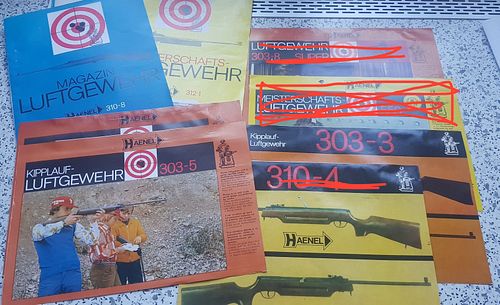 MAGAZIN
LUFTGEWEHR
HAENEL 310-8
MEISTERSCHAFTS-
GEWEHR
312-1
HAENEL
KIPPLAUF-
LUFTGEWEHR 303-5
LUFTGEWEHR
303-8 SUPER
MEISTERSCHAFTS-
LUFTGEWEHR
HAENEL
Kipplauf-
Luftgewehr 303-3
310-4
HAENEL